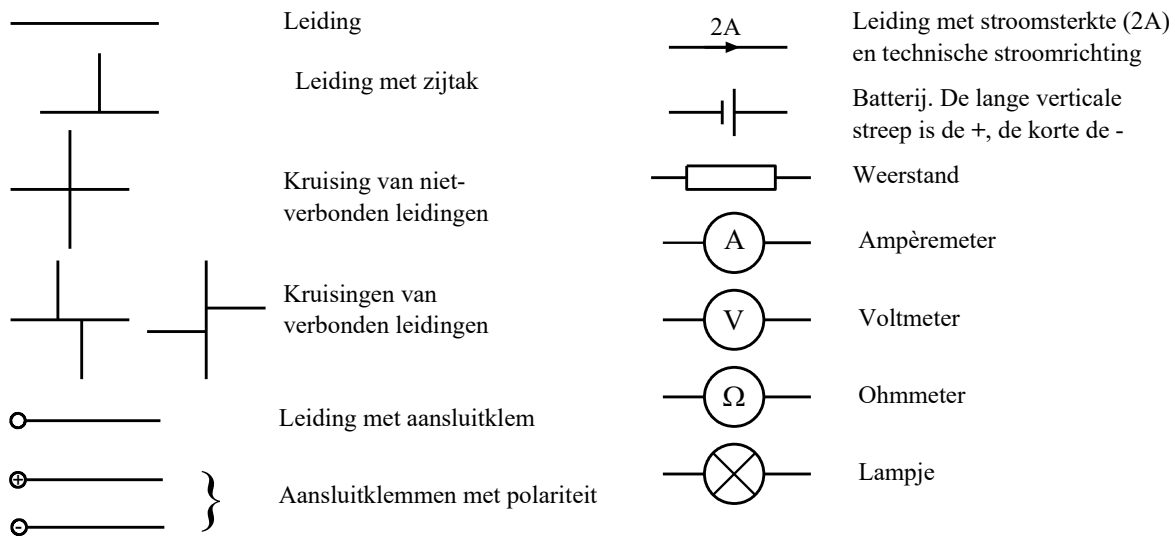 Leiding
Leiding met zijtak
Kruising van niet-
verbonden leidingen
Kruisingen van
verbonden leidingen
Leiding met aansluitklem
+
-
Aansluitklemmen met polariteit
2A
Leiding met stroomsterkte (2A)
en technische stroomrichting
Batterij. De lange verticale
streep is de +, de korte de -
Weerstand
A
Ampèremeter
V
Voltmeter
Ω
Ohmmeter
Lampje